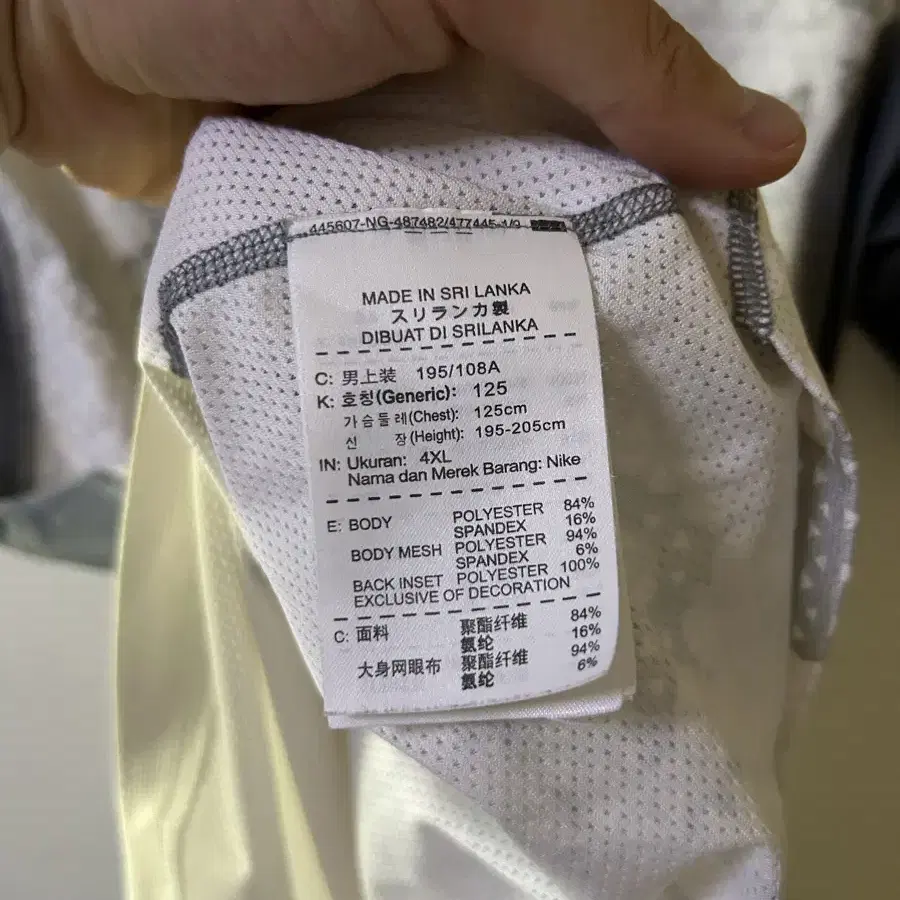 445607-NG-487482/477445-1/9
MADE IN SRI LANKA
スリランカ製
DIBUAT DI SRILANKA
C: 男上装 195/108A
K: 호칭(Generic): 125
가슴둘레(Chest): 125cm
신 장(Height): 195-205cm
IN: Ukuran: 4XL
Nama dan Merek Barang: Nike
E: BODY POLYESTER 84%
SPANDEX 16%
BODY MESH POLYESTER 94%
SPANDEX 6%
BACK INSET POLYESTER 100%
EXCLUSIVE OF DECORATION
C: 面料 聚酯纤维 84%
氨纶 16%
大身网眼布 聚酯纤维 94%
氨纶 6%